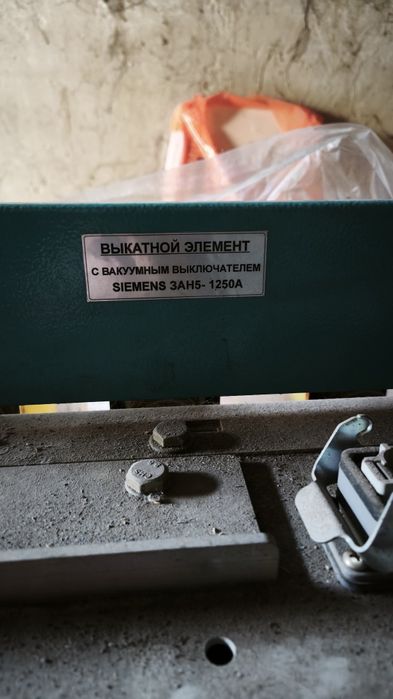 ВЫКАТНОЙ ЭЛЕМЕНТ
С ВАКУУМНЫМ ВЫКЛЮЧАТЕЛЕМ
SIEMENS 3AH5- 1250A